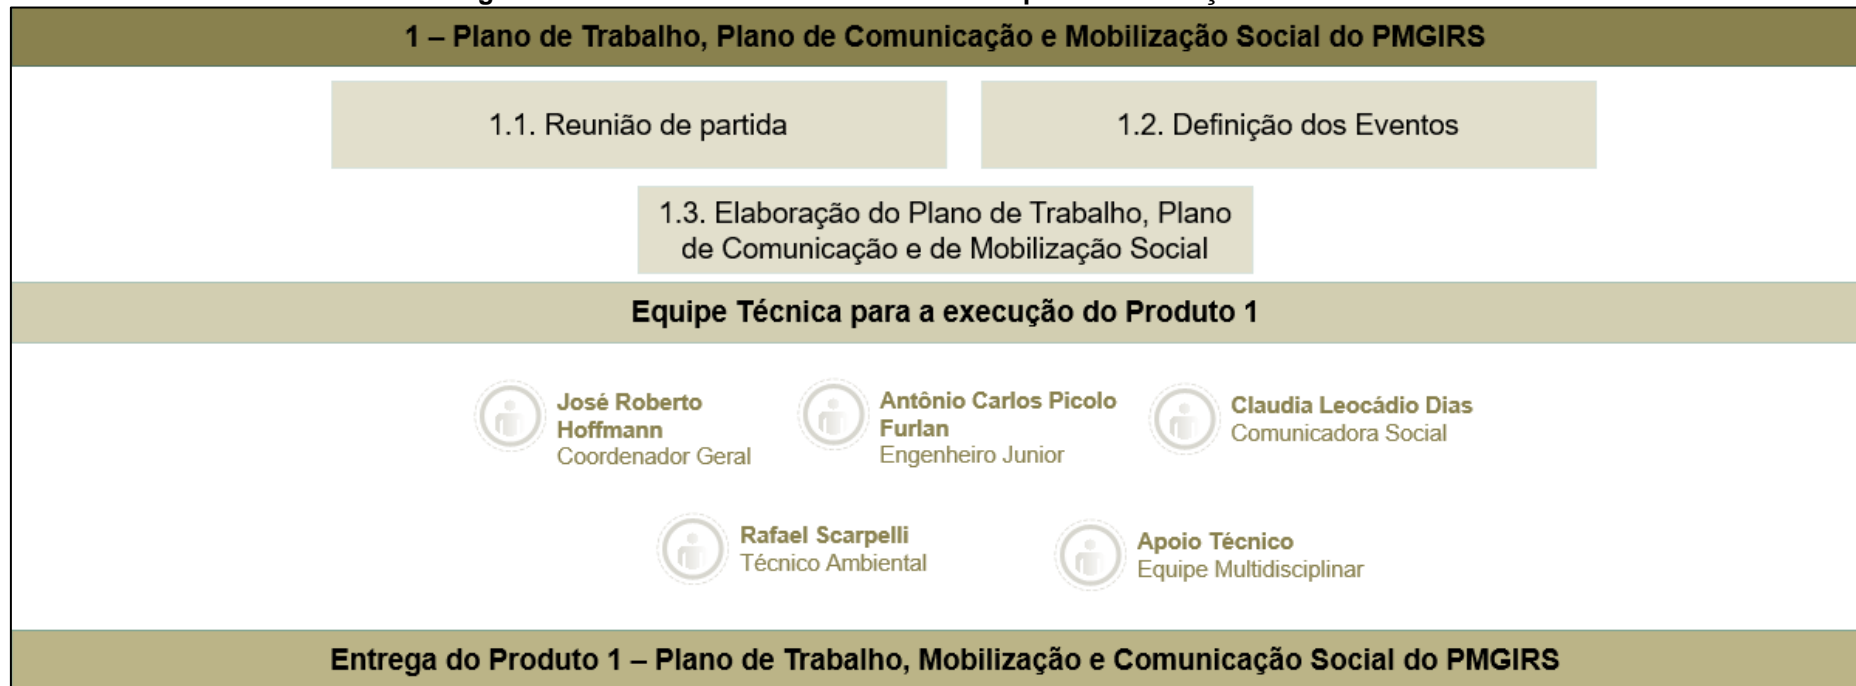 1 – Plano de Trabalho, Plano de Comunicação e Mobilização Social do PMGIRS
1.1. Reunião de partida
1.2. Definição dos Eventos
1.3. Elaboração do Plano de Trabalho, Plano
de Comunicação e de Mobilização Social
Equipe Técnica para a execução do Produto 1
José Roberto
Hoffmann
Coordenador Geral
Antônio Carlos Picolo
Furlan
Engenheiro Junior
Claudia Leocádio Dias
Comunicadora Social
Rafael Scarpelli
Técnico Ambiental
Apoio Técnico
Equipe Multidisciplinar
Entrega do Produto 1 – Plano de Trabalho, Mobilização e Comunicação Social do PMGIRS